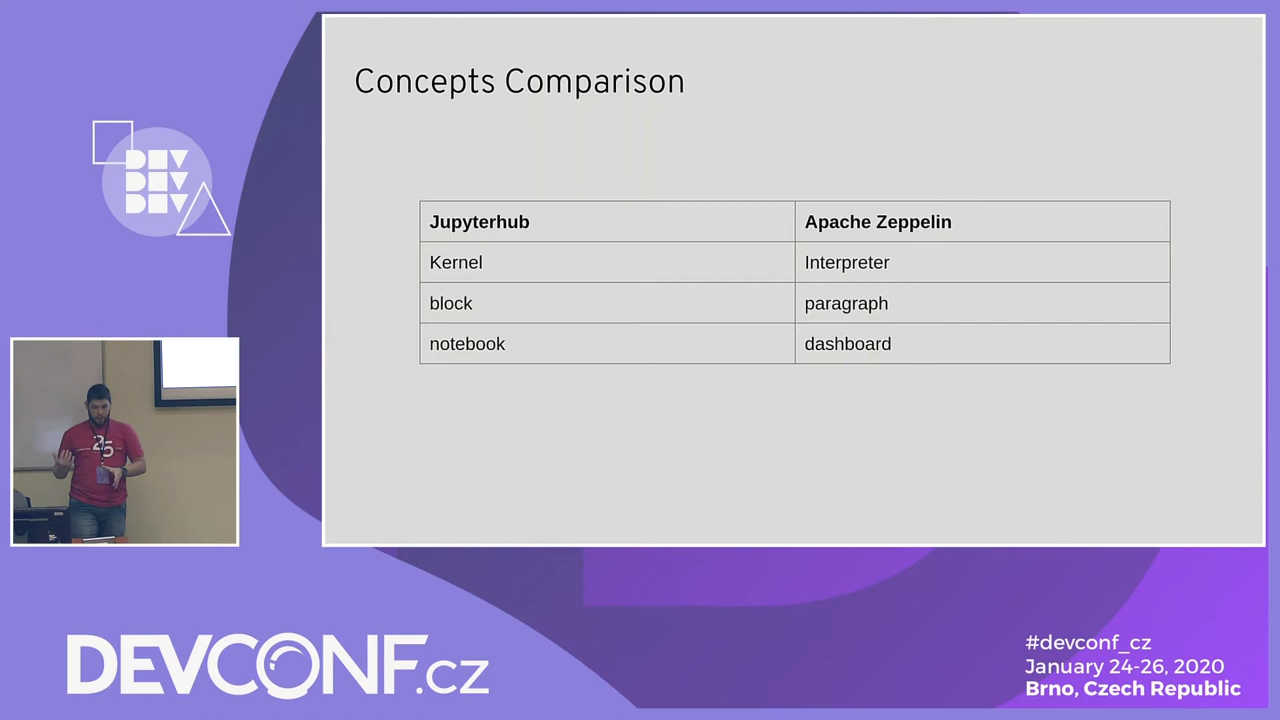 Concepts Comparison
Jupyterhub Apache Zeppelin
Kernel Interpreter
block paragraph
notebook dashboard
DEV
DEV
DEV
25
DEVCONF.cz
#devconf_cz
January 24-26, 2020
Brno, Czech Republic